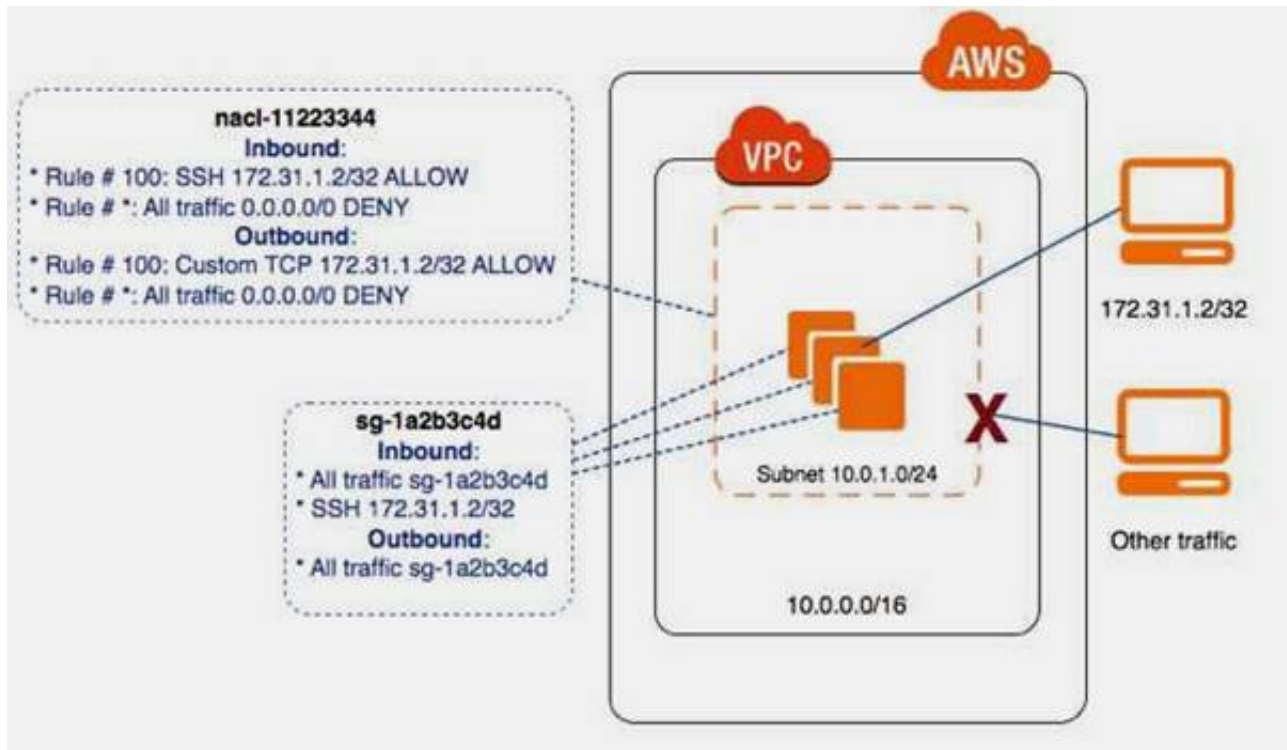 nacl-11223344
Inbound:
* Rule # 100: SSH 172.31.1.2/32 ALLOW
* Rule # *: All traffic 0.0.0.0/0 DENY
Outbound:
* Rule # 100: Custom TCP 172.31.1.2/32 ALLOW
* Rule # *: All traffic 0.0.0.0/0 DENY
sg-1a2b3c4d
Inbound:
* All traffic sg-1a2b3c4d
* SSH 172.31.1.2/32
Outbound:
* All traffic sg-1a2b3c4d
AWS
VPC
Subnet 10.0.1.0/24
10.0.0.0/16
172.31.1.2/32
X
Other traffic